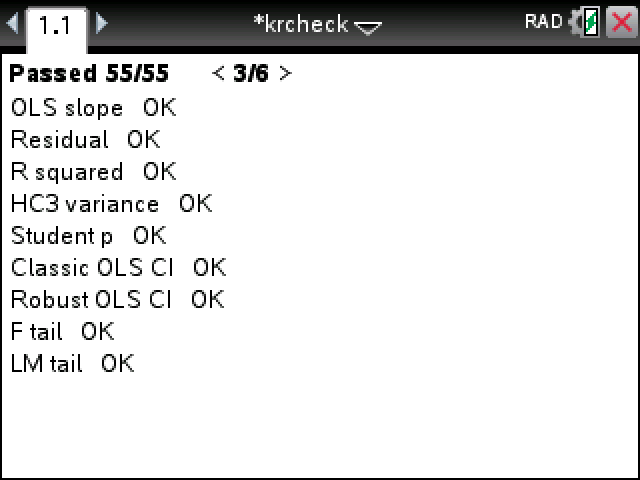 1.1 *krcheck RAD
Passed 55/55 < 3/6 >
OLS slope OK
Residual OK
R squared OK
HC3 variance OK
Student p OK
Classic OLS CI OK
Robust OLS CI OK
F tail OK
LM tail OK